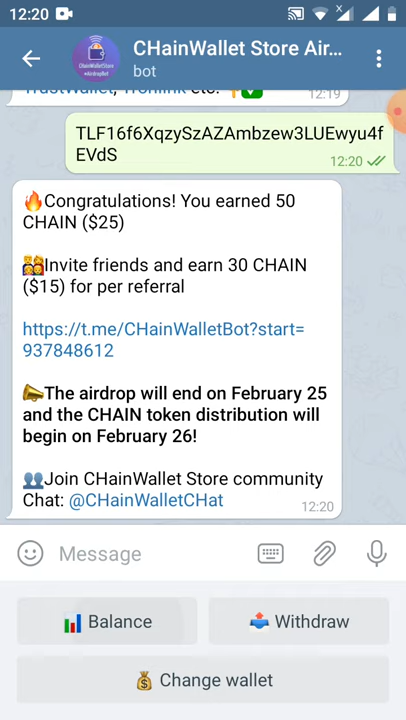 12:20
CHainWallet Store Air...
bot
TrustWallet, Tronlink etc.
12:19
TLF16f6XqzySzAZAmbzew3LUEwyu4f
EVdS
12:20
🔥Congratulations! You earned 50
CHAIN ($25)
👨‍👩‍👧‍👦Invite friends and earn 30 CHAIN
($15) for per referral
https://t.me/CHainWalletBot?start=
937848612
📣The airdrop will end on February 25
and the CHAIN token distribution will
begin on February 26!
👥Join CHainWallet Store community
Chat: @CHainWalletCHat
12:20
Message
📊 Balance
📤 Withdraw
💰 Change wallet